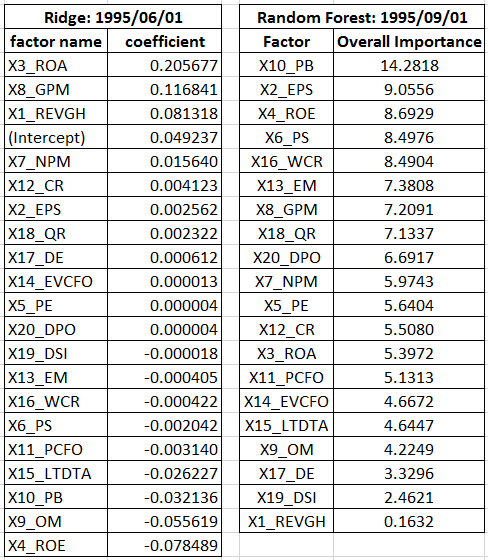 Ridge: 1995/06/01
factor name coefficient
X3_ROA 0.205677
X8_GPM 0.116841
X1_REVGH 0.081318
(Intercept) 0.049237
X7_NPM 0.015640
X12_CR 0.004123
X2_EPS 0.002562
X18_QR 0.002322
X17_DE 0.000612
X14_EVCFO 0.000013
X5_PE 0.000004
X20_DPO 0.000004
X19_DSI -0.000018
X13_EM -0.000405
X16_WCR -0.000422
X6_PS -0.002042
X11_PCFO -0.003140
X15_LTDTA -0.026227
X10_PB -0.032136
X9_OM -0.055619
X4_ROE -0.078489
Random Forest: 1995/09/01
Factor Overall Importance
X10_PB 14.2818
X2_EPS 9.0556
X4_ROE 8.6929
X6_PS 8.4976
X16_WCR 8.4904
X13_EM 7.3808
X8_GPM 7.2091
X18_QR 7.1337
X20_DPO 6.6917
X7_NPM 5.9743
X5_PE 5.6404
X12_CR 5.5080
X3_ROA 5.3972
X11_PCFO 5.1313
X14_EVCFO 4.6672
X15_LTDTA 4.6447
X9_OM 4.2249
X17_DE 3.3296
X19_DSI 2.4621
X1_REVGH 0.1632